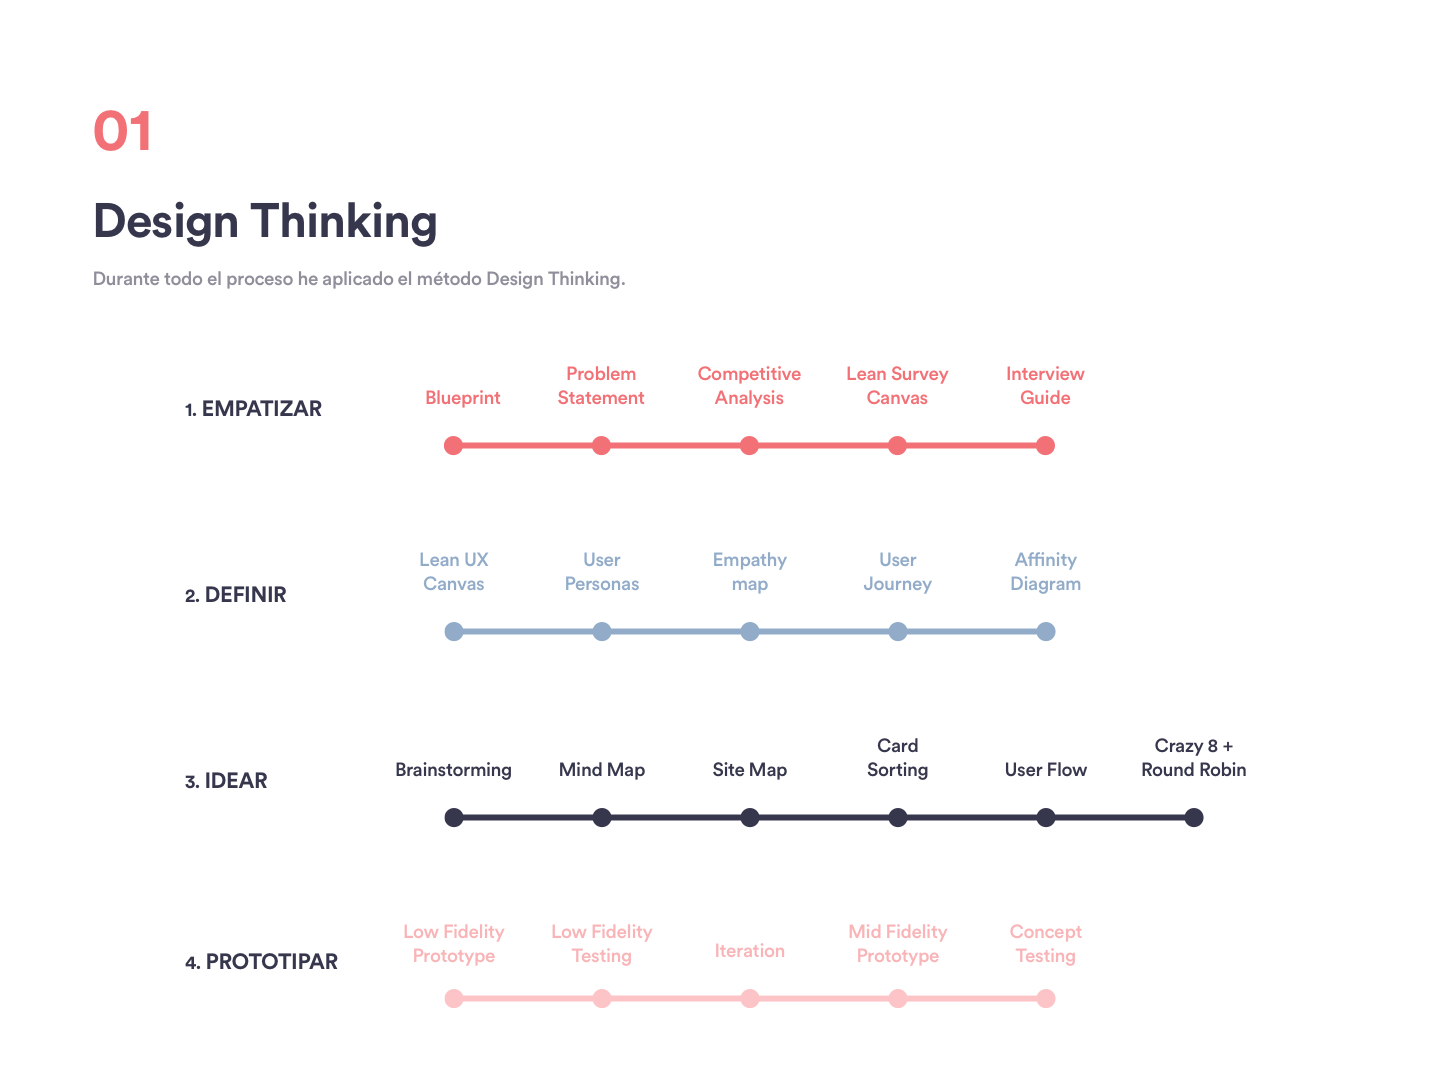 01
Design Thinking
Durante todo el proceso he aplicado el método Design Thinking.
1. EMPATIZAR
Blueprint
Problem
Statement
Competitive
Analysis
Lean Survey
Canvas
Interview
Guide
2. DEFINIR
Lean UX
Canvas
User
Personas
Empathy
map
User
Journey
Affinity
Diagram
3. IDEAR
Brainstorming
Mind Map
Site Map
Card
Sorting
User Flow
Crazy 8 +
Round Robin
4. PROTOTIPAR
Low Fidelity
Prototype
Low Fidelity
Testing
Iteration
Mid Fidelity
Prototype
Concept
Testing